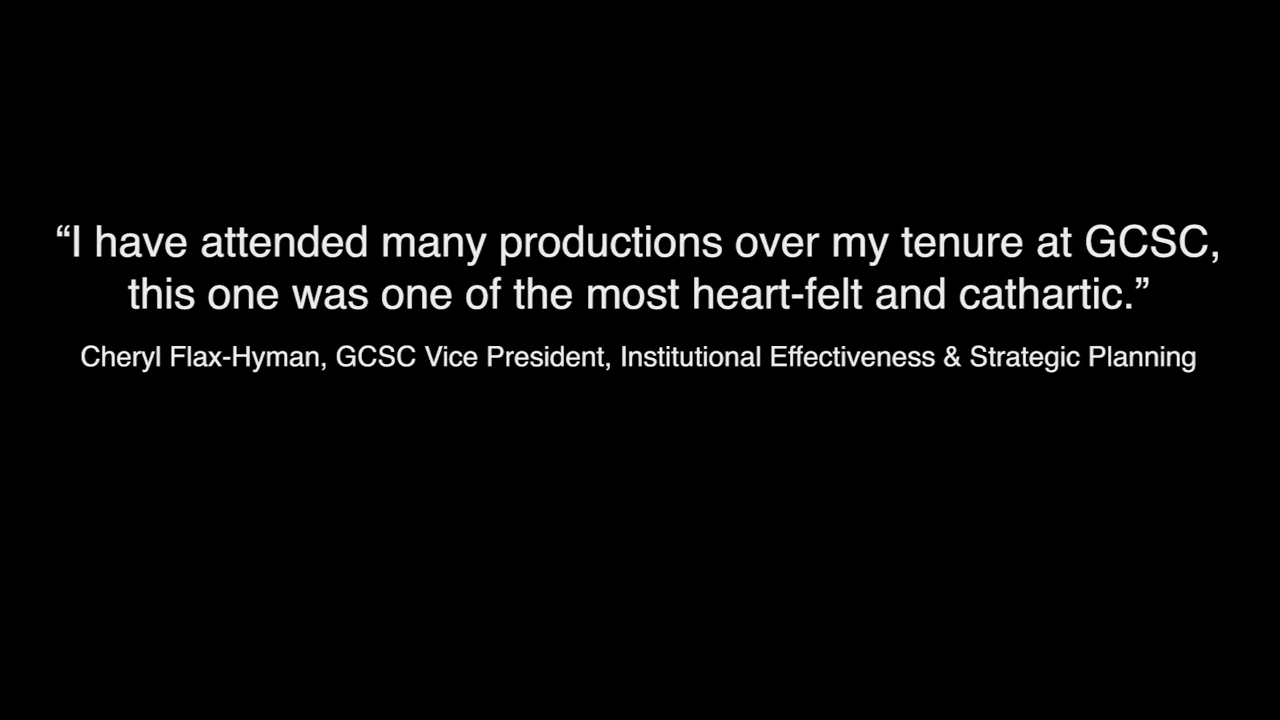 “I have attended many productions over my tenure at GCSC,
this one was one of the most heart-felt and cathartic.”
Cheryl Flax-Hyman, GCSC Vice President, Institutional Effectiveness & Strategic Planning